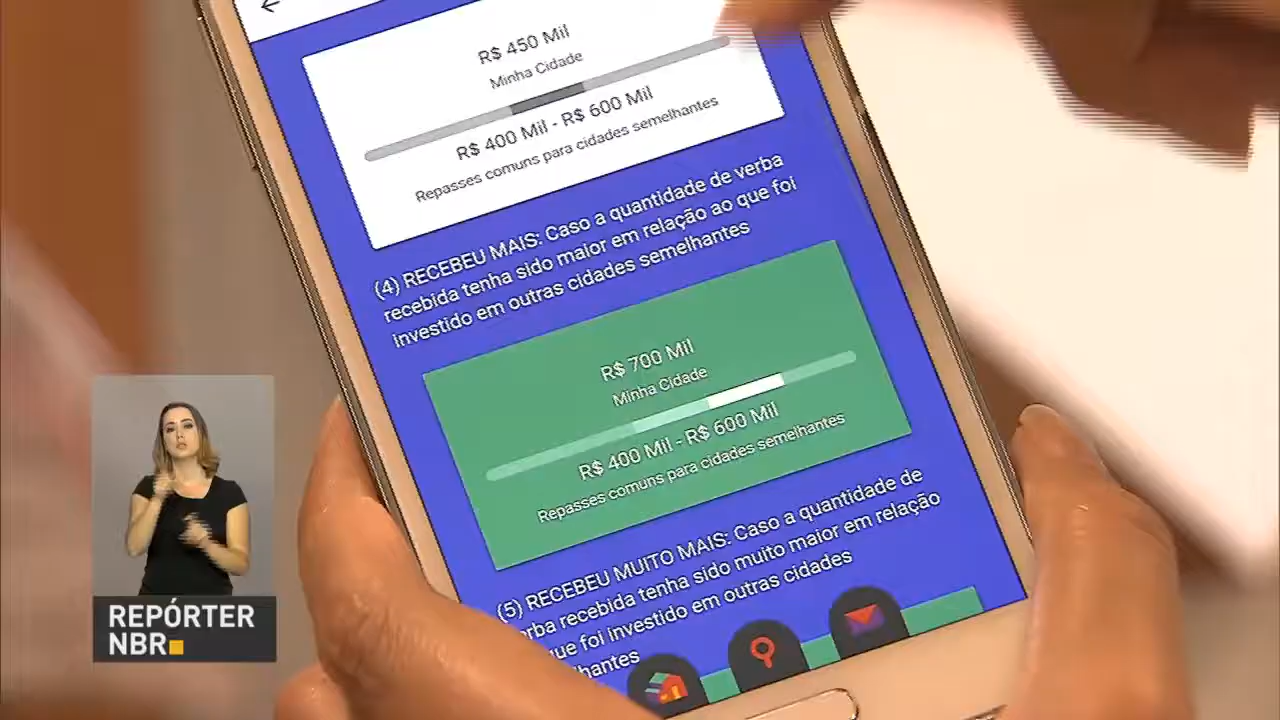 R$ 450 Mil
Minha Cidade
R$ 400 Mil - R$ 600 Mil
Repasses comuns para cidades semelhantes
(4) RECEBEU MAIS: Caso a quantidade de verba
recebida tenha sido maior em relação ao que foi
investido em outras cidades semelhantes
R$ 700 Mil
Minha Cidade
R$ 400 Mil - R$ 600 Mil
Repasses comuns para cidades semelhantes
(5) RECEBEU MUITO MAIS: Caso a quantidade de
recebida tenha sido muito maior em relação
foi investido em outras cidades
REPÓRTER
NBR